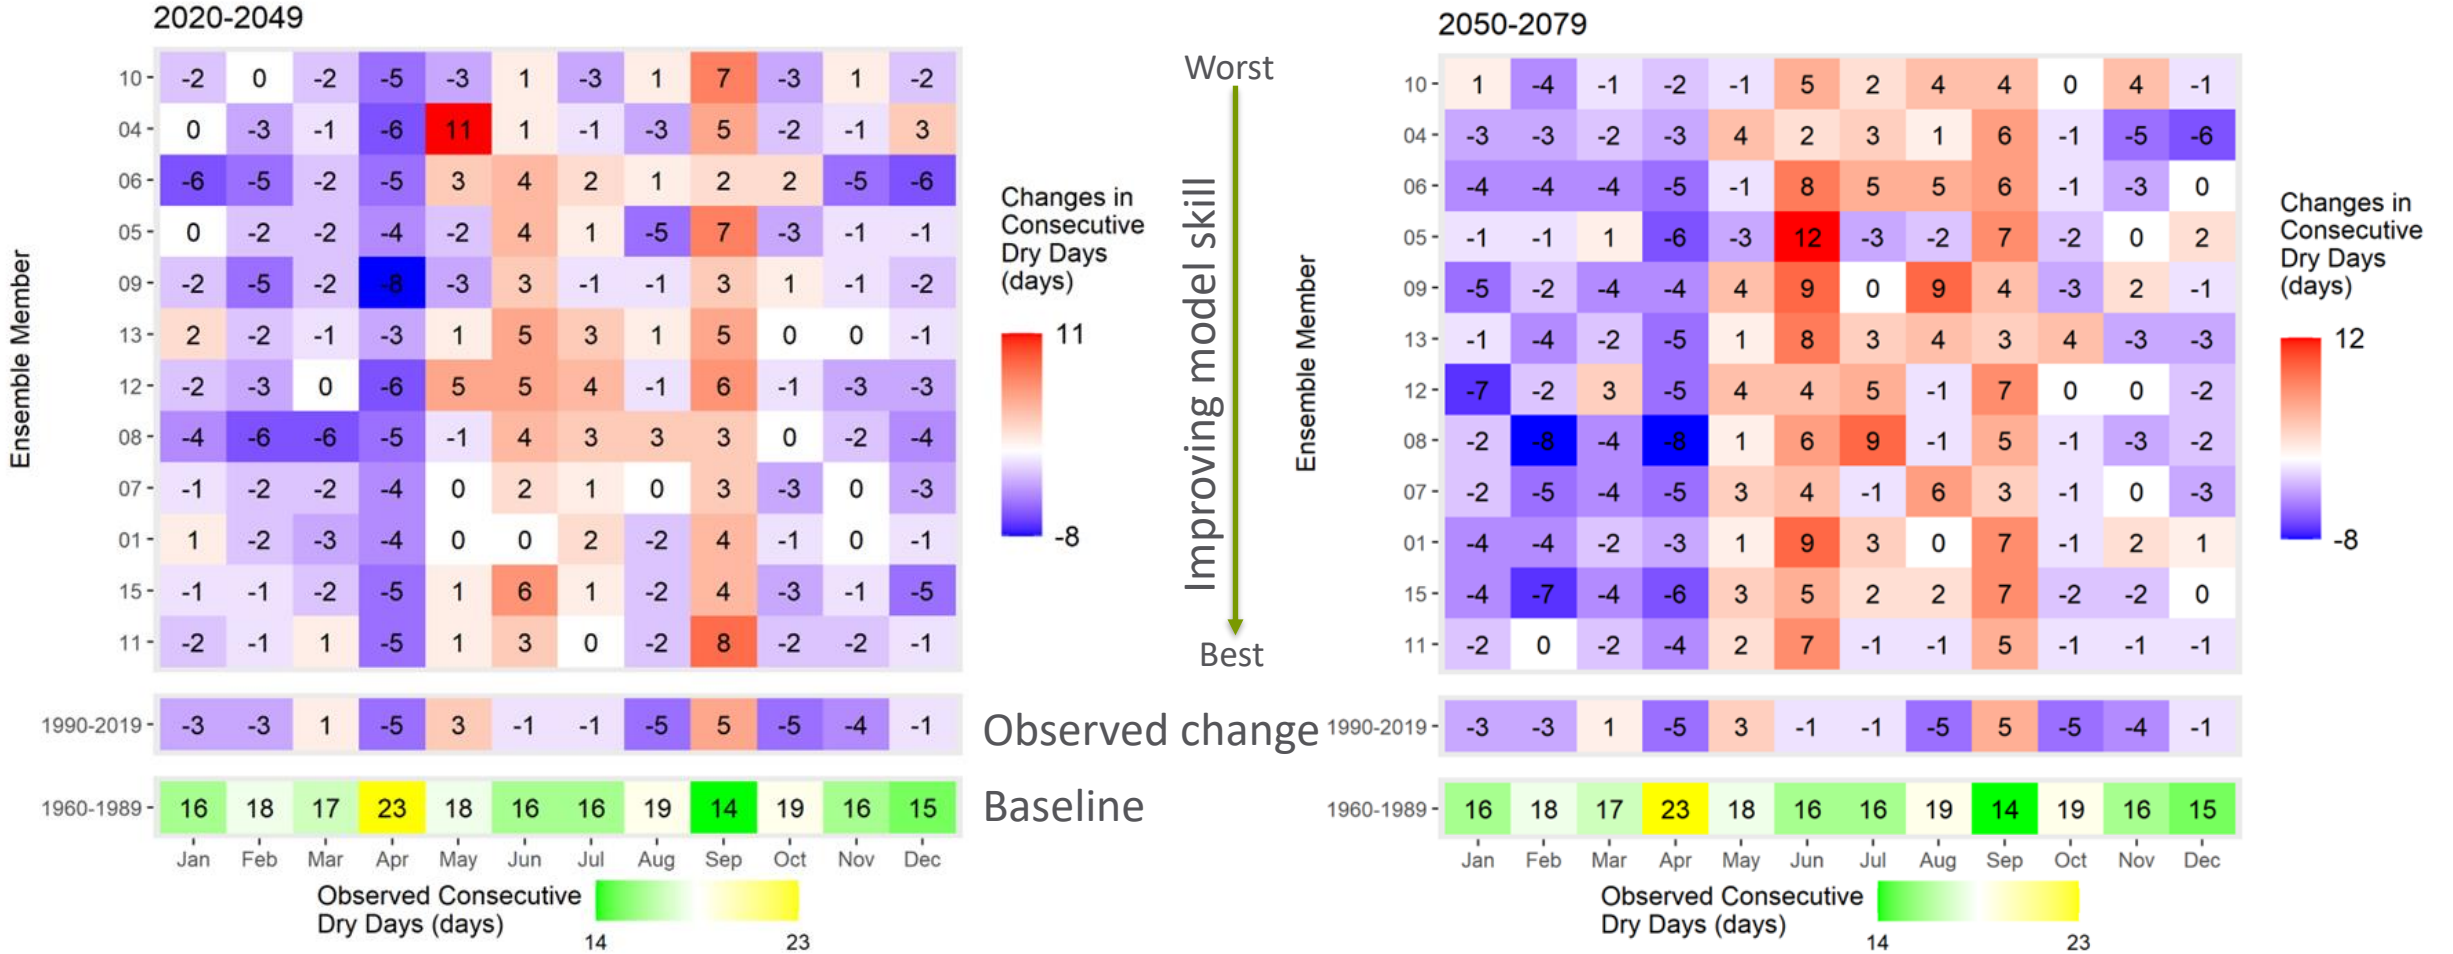 2020-2049
10 -2 0 -2 -5 -3 1 -3 1 7 -3 1 -2
04 0 -3 -1 -6 11 1 -1 -3 5 -2 -1 3
06 -6 -5 -2 -5 3 4 2 1 2 2 -5 -6
05 0 -2 -2 -4 -2 4 1 -5 7 -3 -1 -1
09 -2 -5 -2 -8 -3 3 -1 -1 3 1 -1 -2
13 2 -2 -1 -3 1 5 3 1 5 0 0 -1
12 -2 -3 0 -6 5 5 4 -1 6 -1 -3 -3
08 -4 -6 -6 -5 -1 4 3 3 3 0 -2 -4
07 -1 -2 -2 -4 0 2 1 0 3 -3 0 -3
01 1 -2 -3 -4 0 0 2 -2 4 -1 0 -1
15 -1 -1 -2 -5 1 6 1 -2 4 -3 -1 -5
11 -2 -1 1 -5 1 3 0 -2 8 -2 -2 -1
Ensemble Member
1990-2019 -3 -3 1 -5 3 -1 -1 -5 5 -5 -4 -1
1960-1989 16 18 17 23 18 16 16 19 14 19 16 15
Jan Feb Mar Apr May Jun Jul Aug Sep Oct Nov Dec
Observed Consecutive
Dry Days (days)
14 23
Changes in
Consecutive
Dry Days
(days)
11
-8
Worst
Improving model skill
Best
Observed change
Baseline
2050-2079
10 1 -4 -1 -2 -1 5 2 4 4 0 4 -1
04 -3 -3 -2 -3 4 2 3 1 6 -1 -5 -6
06 -4 -4 -4 -5 -1 8 5 5 6 -1 -3 0
05 -1 -1 1 -6 -3 12 -3 -2 7 -2 0 2
09 -5 -2 -4 -4 4 9 0 9 4 -3 2 -1
13 -1 -4 -2 -5 1 8 3 4 3 4 -3 -3
12 -7 -2 3 -5 4 4 5 -1 7 0 0 -2
08 -2 -8 -4 -8 1 6 9 -1 5 -1 -3 -2
07 -2 -5 -4 -5 3 4 -1 6 3 -1 0 -3
01 -4 -4 -2 -3 1 9 3 0 7 -1 2 1
15 -4 -7 -4 -6 3 5 2 2 7 -2 -2 0
11 -2 0 -2 -4 2 7 -1 -1 5 -1 -1 -1
Ensemble Member
1990-2019 -3 -3 1 -5 3 -1 -1 -5 5 -5 -4 -1
1960-1989 16 18 17 23 18 16 16 19 14 19 16 15
Jan Feb Mar Apr May Jun Jul Aug Sep Oct Nov Dec
Observed Consecutive
Dry Days (days)
14 23
Changes in
Consecutive
Dry Days
(days)
12
-8